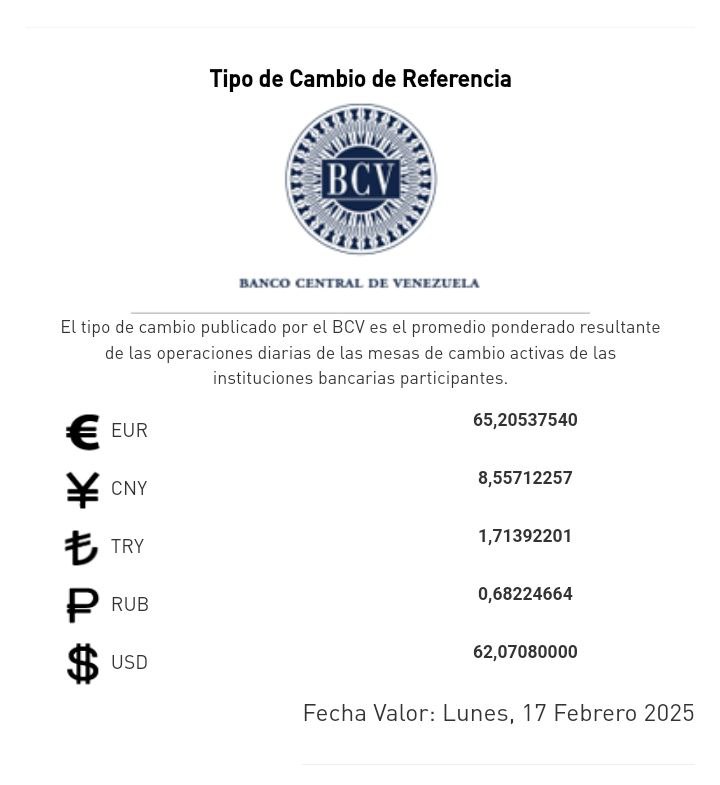 Tipo de Cambio de Referencia
BCV
BANCO CENTRAL DE VENEZUELA
El tipo de cambio publicado por el BCV es el promedio ponderado resultante
de las operaciones diarias de las mesas de cambio activas de las
instituciones bancarias participantes.
€ EUR 65,20537540
¥ CNY 8,55712257
₺ TRY 1,71392201
₽ RUB 0,68224664
$ USD 62,07080000
Fecha Valor: Lunes, 17 Febrero 2025